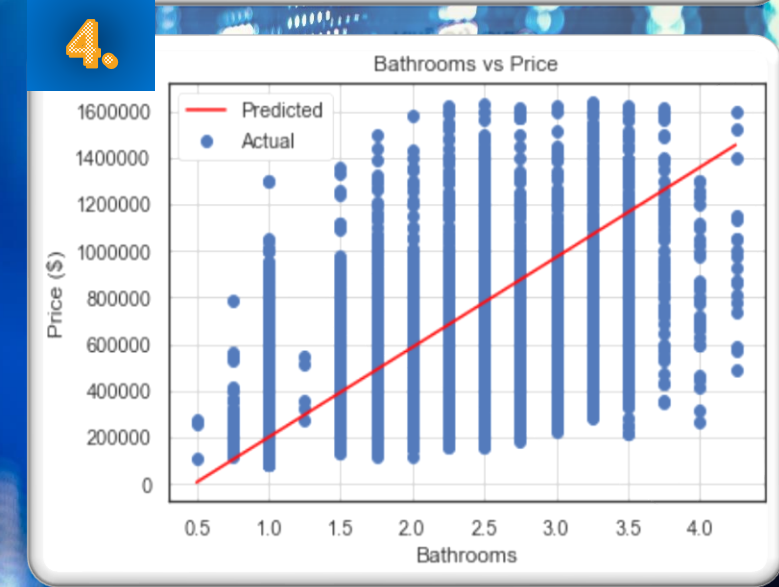 4.
Bathrooms vs Price
Predicted
Actual
1600000
1400000
1200000
1000000
800000
600000
400000
200000
0
Price ($)
0.5 1.0 1.5 2.0 2.5 3.0 3.5 4.0
Bathrooms